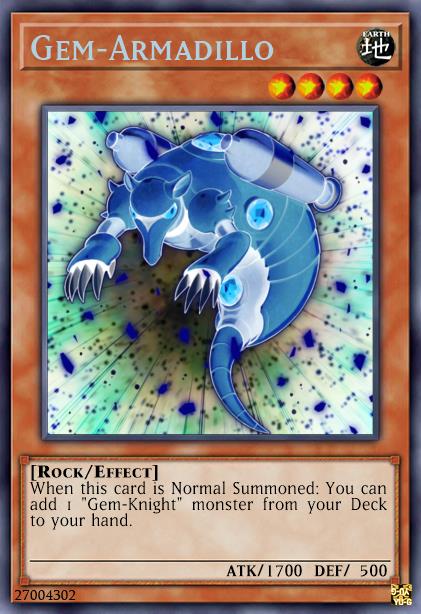 Gem-Armadillo
EARTH
地
[Rock/Effect]
When this card is Normal Summoned: You can
add 1 "Gem-Knight" monster from your Deck
to your hand.
ATK/1700 DEF/ 500
27004302